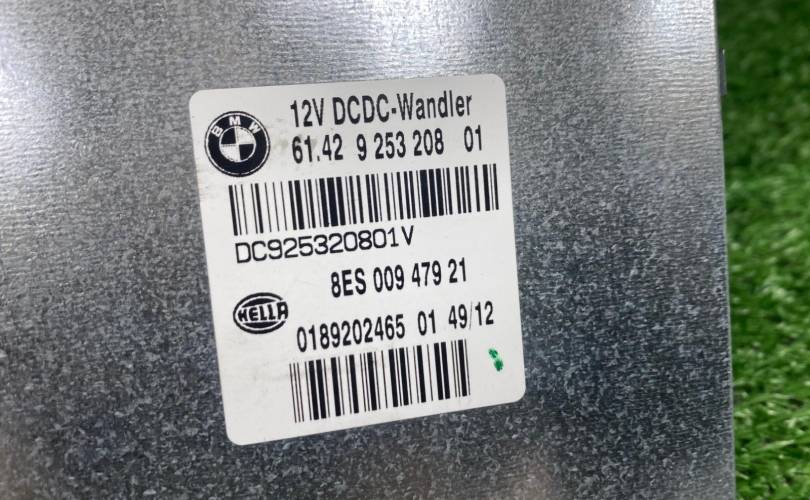 12V DCDC-Wandler
BMW
61.42 9 253 208 01
DC925320801V
8ES 009 479 21
HELLA
0189202465 01 49/12